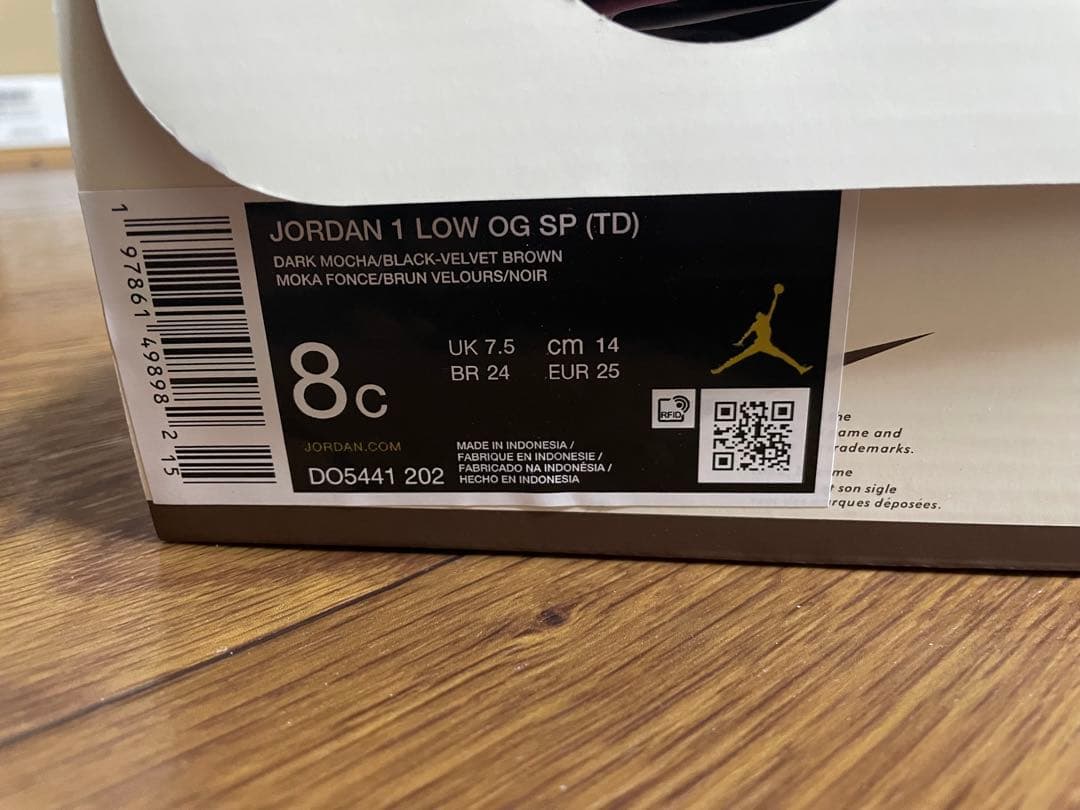 JORDAN 1 LOW OG SP (TD)
DARK MOCHA/BLACK-VELVET BROWN
MOKA FONCE/BRUN VELOURS/NOIR
8c
UK 7.5 cm 14
BR 24 EUR 25
RFID
JORDAN.COM
DO5441 202
MADE IN INDONESIA /
FABRIQUE EN INDONESIE /
FABRICADO NA INDONÉSIA /
HECHO EN INDONESIA
1 97861 49898 2 15
he
ame and
rademarks.
me
t son sigle
rques déposées.